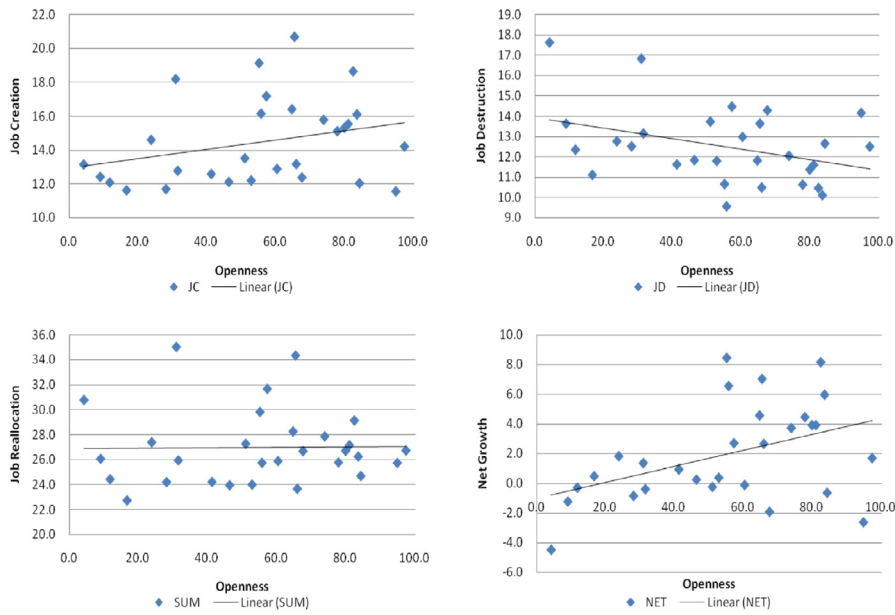 22.0
20.0
18.0
16.0
14.0
12.0
10.0
Job Creation
0.0 20.0 40.0 60.0 80.0 100.0
Openness
JC Linear (JC)
19.0
18.0
17.0
16.0
15.0
14.0
13.0
12.0
11.0
10.0
9.0
Job Destruction
0.0 20.0 40.0 60.0 80.0 100.0
Openness
JD Linear (JD)
36.0
34.0
32.0
30.0
28.0
26.0
24.0
22.0
20.0
Job Reallocation
0.0 20.0 40.0 60.0 80.0 100.0
Openness
SUM Linear (SUM)
10.0
8.0
6.0
4.0
2.0
0.0
-2.0
-4.0
-6.0
Net Growth
0.0 20.0 40.0 60.0 80.0 100.0
Openness
NET Linear (NET)